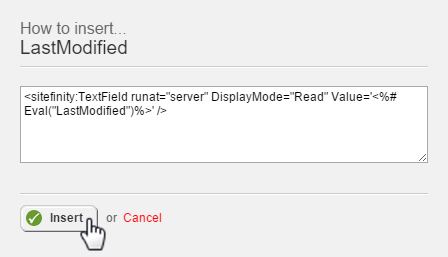 How to insert...
LastModified
<sitefinity:TextField runat="server" DisplayMode="Read" Value='<%#
Eval("LastModified")%>' />
Insert or Cancel